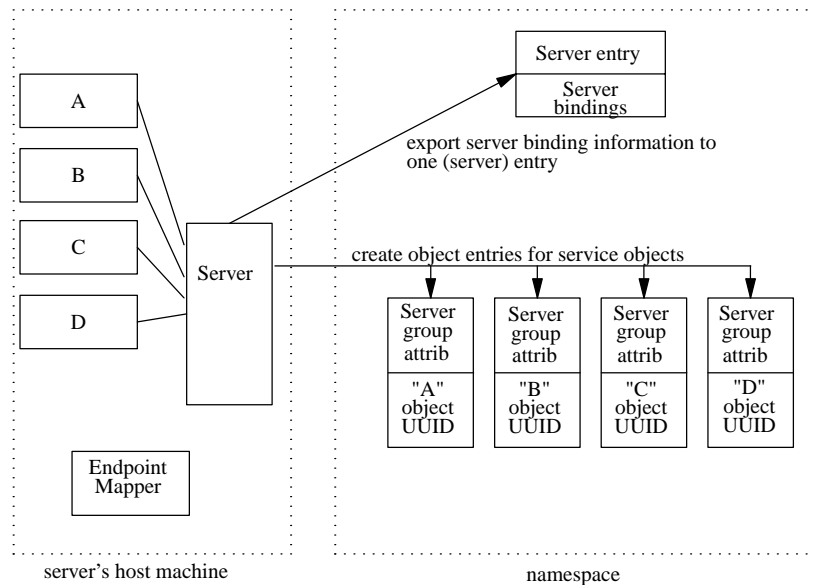 A
B
C
D
Server
Endpoint
Mapper
server's host machine
Server entry
Server
bindings
export server binding information to
one (server) entry
create object entries for service objects
Server
group
attrib
"A"
object
UUID
Server
group
attrib
"B"
object
UUID
Server
group
attrib
"C"
object
UUID
Server
group
attrib
"D"
object
UUID
namespace